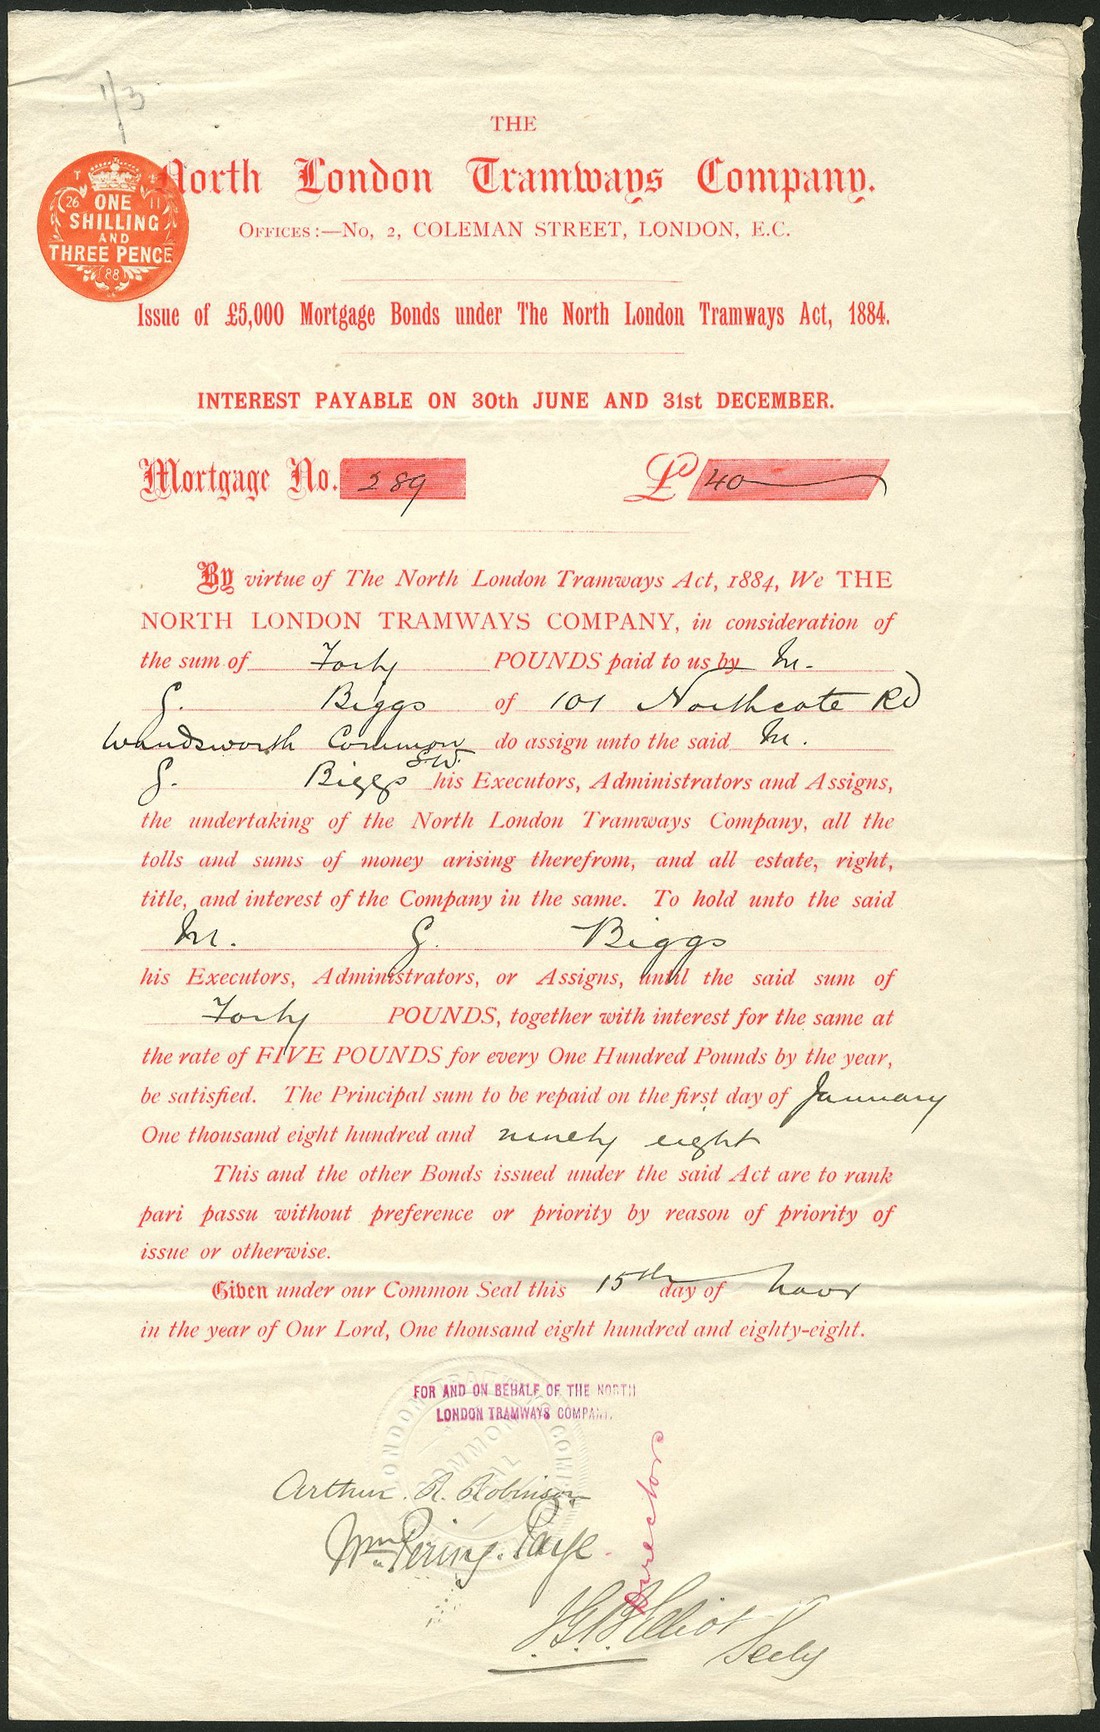 1/3
THE
North London Tramways Company.
OFFICES:—No, 2, COLEMAN STREET, LONDON, E.C.
T 4
26 11
ONE
SHILLING
AND
THREE PENCE
88
Issue of £5,000 Mortgage Bonds under The North London Tramways Act, 1884.
INTEREST PAYABLE ON 30th JUNE AND 31st DECEMBER.
Mortgage No. 289 £40
By virtue of The North London Tramways Act, 1884, We THE
NORTH LONDON TRAMWAYS COMPANY, in consideration of
the sum of Forty POUNDS paid to us by M.
G. Biggs of 101 Northcote Rd
Wandsworth Common do assign unto the said M.
S.W.
G. Biggs his Executors, Administrators and Assigns,
the undertaking of the North London Tramways Company, all the
tolls and sums of money arising therefrom, and all estate, right,
title, and interest of the Company in the same. To hold unto the said
M. G. Biggs
his Executors, Administrators, or Assigns, until the said sum of
Forty POUNDS, together with interest for the same at
the rate of FIVE POUNDS for every One Hundred Pounds by the year,
be satisfied. The Principal sum to be repaid on the first day of January
One thousand eight hundred and ninety eight
This and the other Bonds issued under the said Act are to rank
pari passu without preference or priority by reason of priority of
issue or otherwise.
Given under our Common Seal this 15th day of Novr
in the year of Our Lord, One thousand eight hundred and eighty-eight.
FOR AND ON BEHALF OF THE NORTH
LONDON TRAMWAYS COMPANY.
COMMON
Arthur. R. Robinson
Wm Pering. Paige
Directors
J G B Elliot
Secty